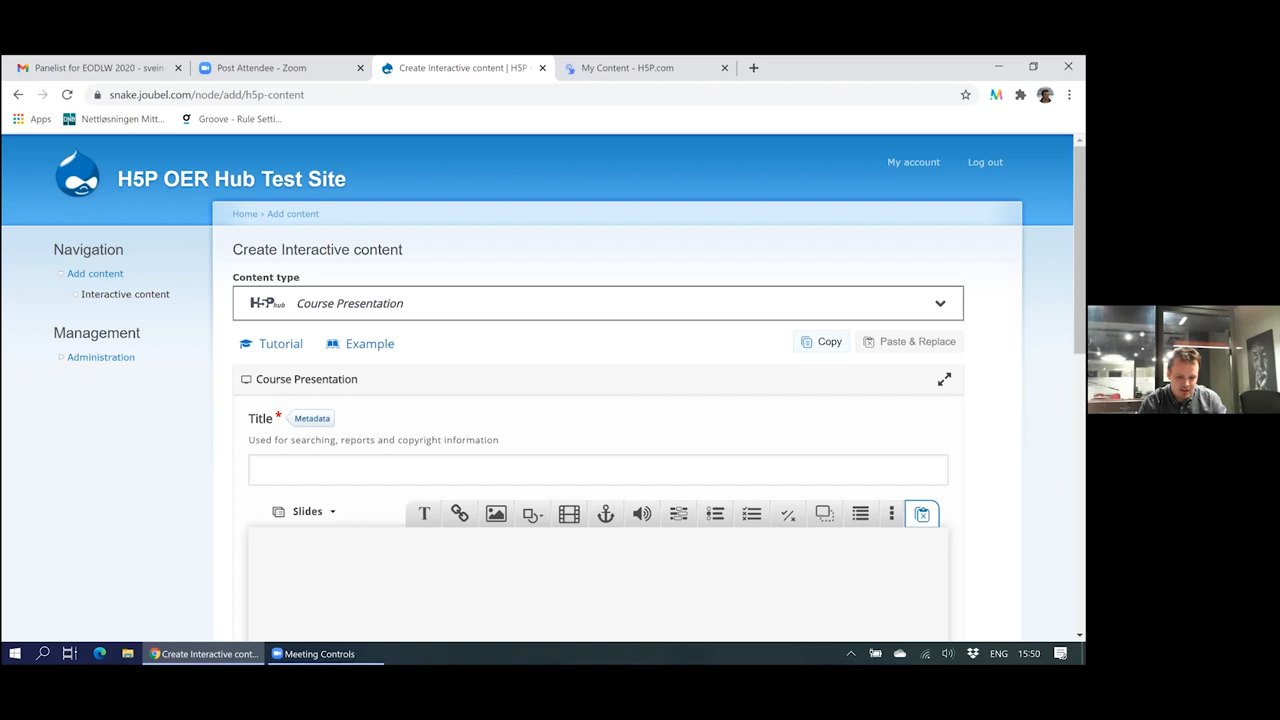 Panelist for EODLW 2020 - svein
Post Attendee - Zoom
Create Interactive content | H5P
My Content - H5P.com
snake.joubel.com/node/add/h5p-content
Apps
Nettløsningen Mitt...
Groove - Rule Setti...
H5P OER Hub Test Site
My account
Log out
Home › Add content
Navigation
Add content
Interactive content
Management
Administration
Create Interactive content
Content type
H5P hub Course Presentation
Tutorial
Example
Copy
Paste & Replace
Course Presentation
Title *
Metadata
Used for searching, reports and copyright information
Slides
T
Create Interactive cont...
Meeting Controls
ENG
15:50